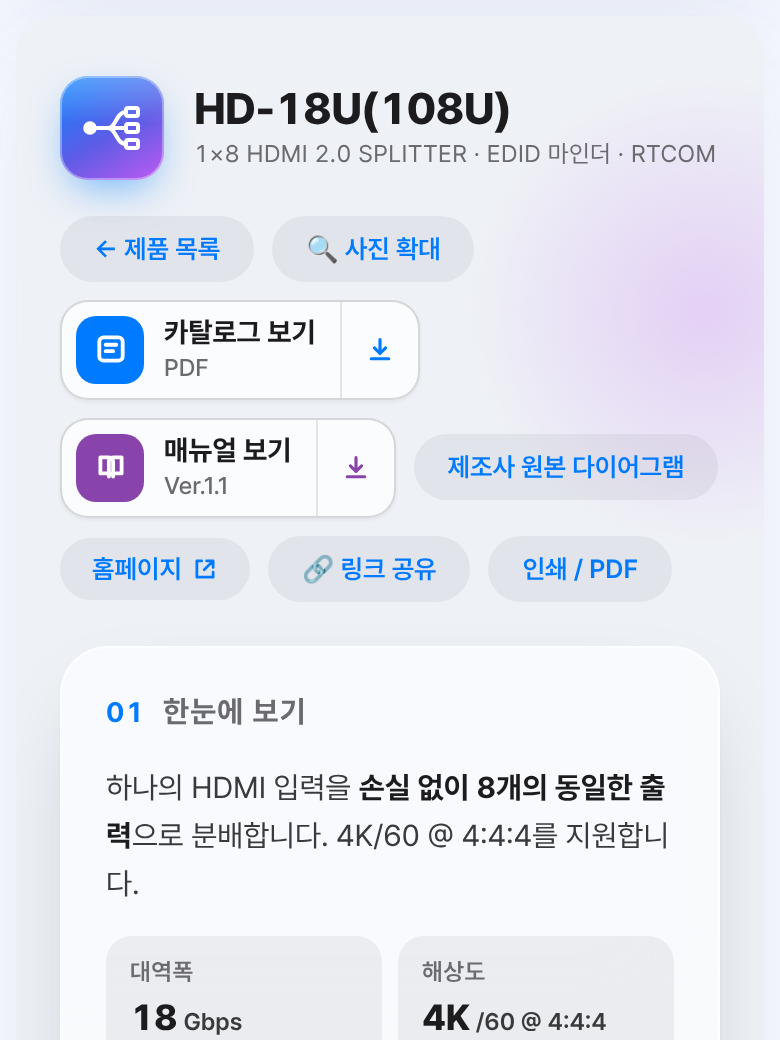 HD-18U(108U)
1×8 HDMI 2.0 SPLITTER · EDID 마인더 · RTCOM
← 제품 목록
🔍 사진 확대
카탈로그 보기
PDF
매뉴얼 보기
Ver.1.1
제조사 원본 다이어그램
홈페이지
🔗 링크 공유
인쇄 / PDF
01 한눈에 보기
하나의 HDMI 입력을 손실 없이 8개의 동일한 출
력으로 분배합니다. 4K/60 @ 4:4:4를 지원합니
다.
대역폭
18 Gbps
해상도
4K /60 @ 4:4:4